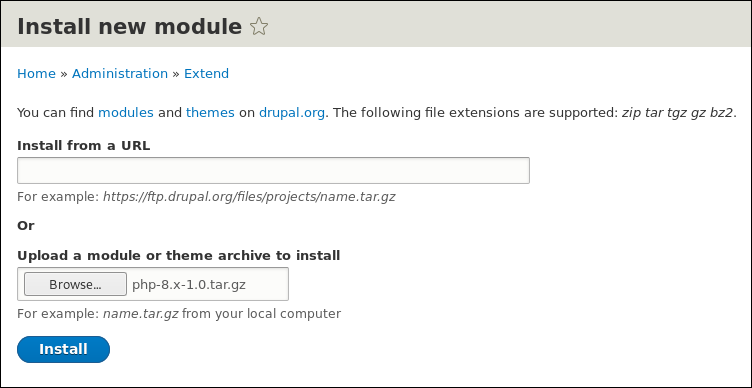 Install new module
Home » Administration » Extend
You can find modules and themes on drupal.org. The following file extensions are supported: zip tar tgz gz bz2.
Install from a URL
For example: https://ftp.drupal.org/files/projects/name.tar.gz
Or
Upload a module or theme archive to install
Browse... php-8.x-1.0.tar.gz
For example: name.tar.gz from your local computer
Install